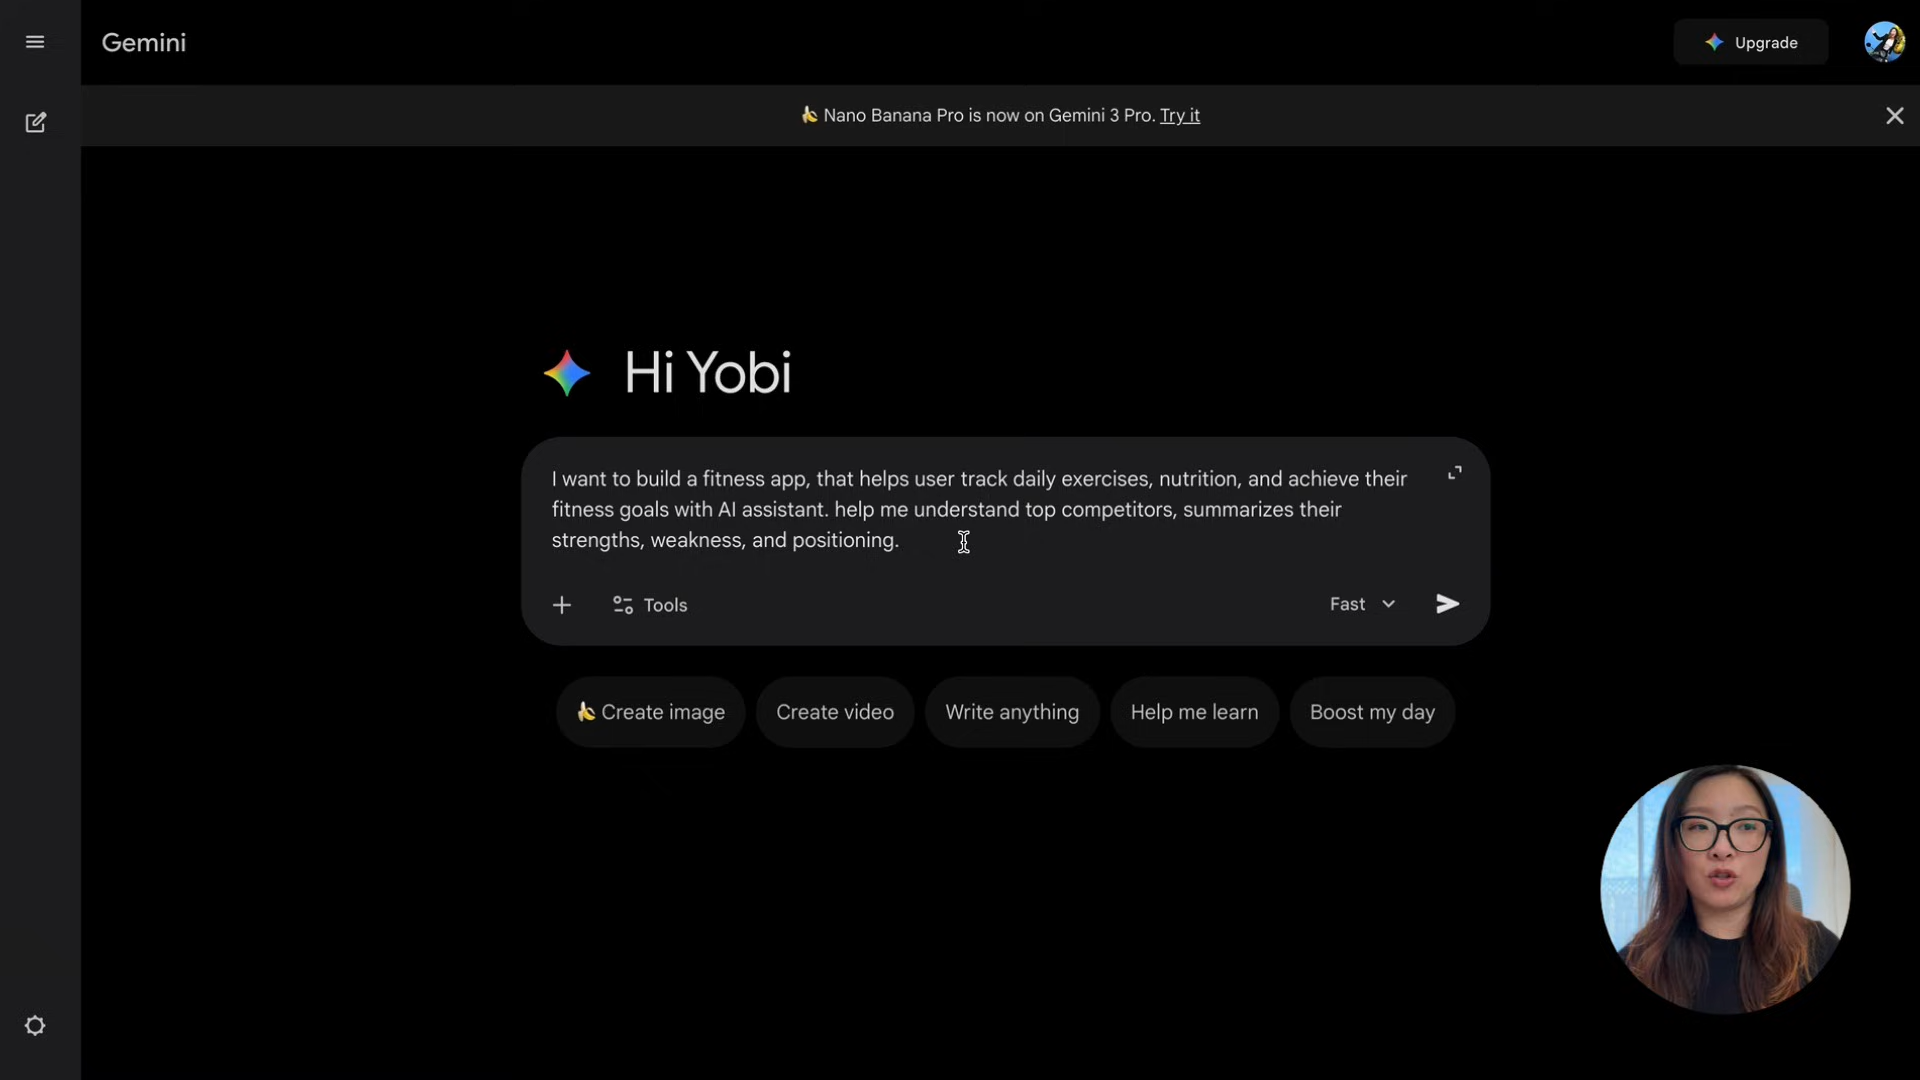 Gemini
Upgrade
Nano Banana Pro is now on Gemini 3 Pro. Try it
Hi Yobi
I want to build a fitness app, that helps user track daily exercises, nutrition, and achieve their
fitness goals with AI assistant. help me understand top competitors, summarizes their
strengths, weakness, and positioning.
Tools
Fast
Create image
Create video
Write anything
Help me learn
Boost my day